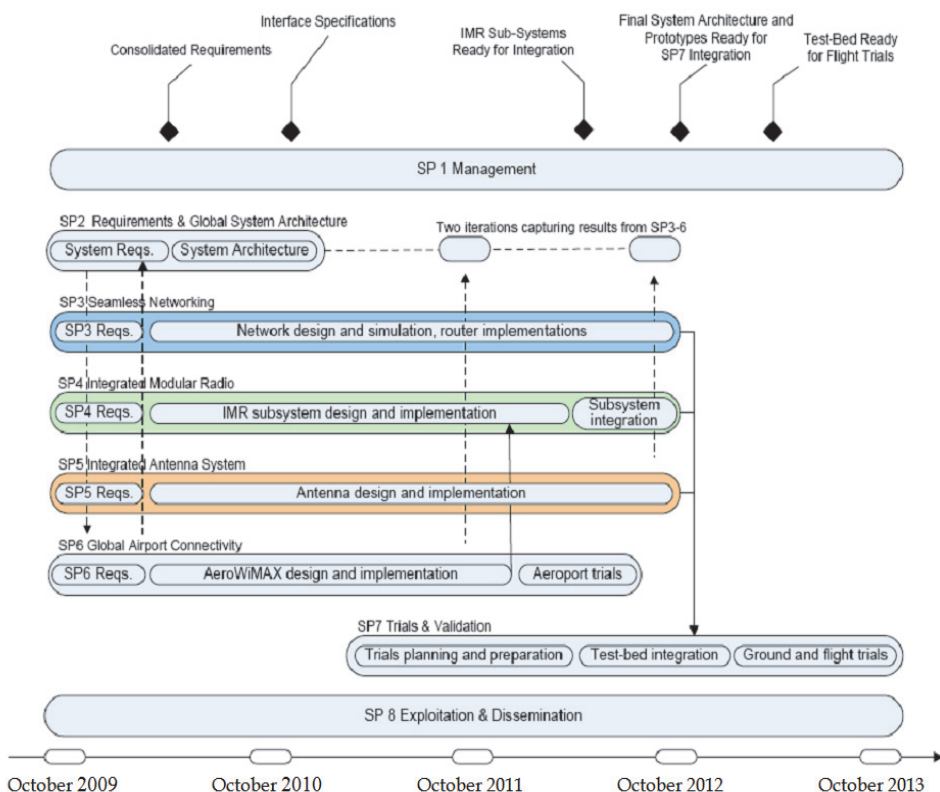 Interface Specifications
Consolidated Requirements
IMR Sub-Systems
Ready for Integration
Final System Architecture and
Prototypes Ready for
SP7 Integration
Test-Bed Ready
for Flight Trials
SP 1 Management
SP2 Requirements & Global System Architecture
System Reqs.
System Architecture
Two iterations capturing results from SP3-6
SP3 Seamless Networking
SP3 Reqs.
Network design and simulation, router implementations
SP4 Integrated Modular Radio
SP4 Reqs.
IMR subsystem design and implementation
Subsystem
integration
SP5 Integrated Antenna System
SP5 Reqs.
Antenna design and implementation
SP6 Global Airport Connectivity
SP6 Reqs.
AeroWiMAX design and implementation
Aeroport trials
SP7 Trials & Validation
Trials planning and preparation
Test-bed integration
Ground and flight trials
SP 8 Exploitation & Dissemination
October 2009
October 2010
October 2011
October 2012
October 2013